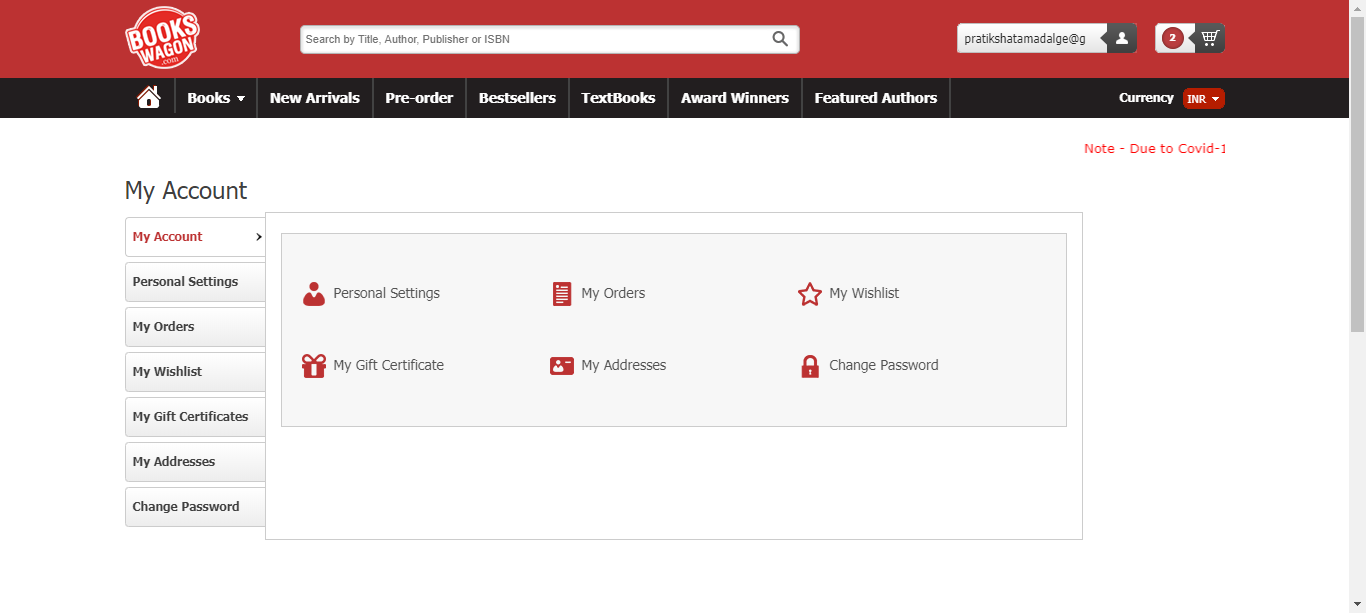 BOOKS
WAGON
.com
Search by Title, Author, Publisher or ISBN
pratikshatamadalge@g
2
Books
New Arrivals
Pre-order
Bestsellers
TextBooks
Award Winners
Featured Authors
Currency
INR
Note - Due to Covid-1
My Account
My Account
Personal Settings
My Orders
My Wishlist
My Gift Certificates
My Addresses
Change Password
Personal Settings
My Orders
My Wishlist
My Gift Certificate
My Addresses
Change Password